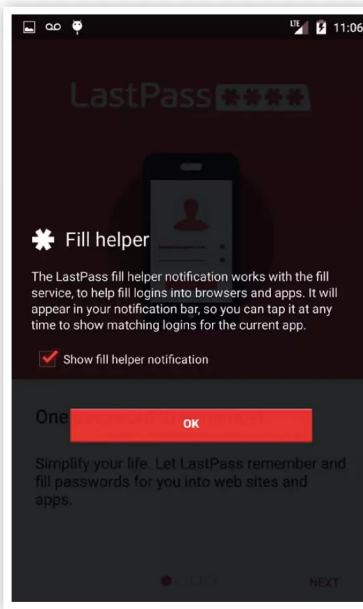 LTE 11:06
LastPass ****
Fill helper
The LastPass fill helper notification works with the fill
service, to help fill logins into browsers and apps. It will
appear in your notification bar, so you can tap it at any
time to show matching logins for the current app.
Show fill helper notification
One
OK
Simplify your life. Let LastPass remember and
fill passwords for you into web sites and
apps.
NEXT